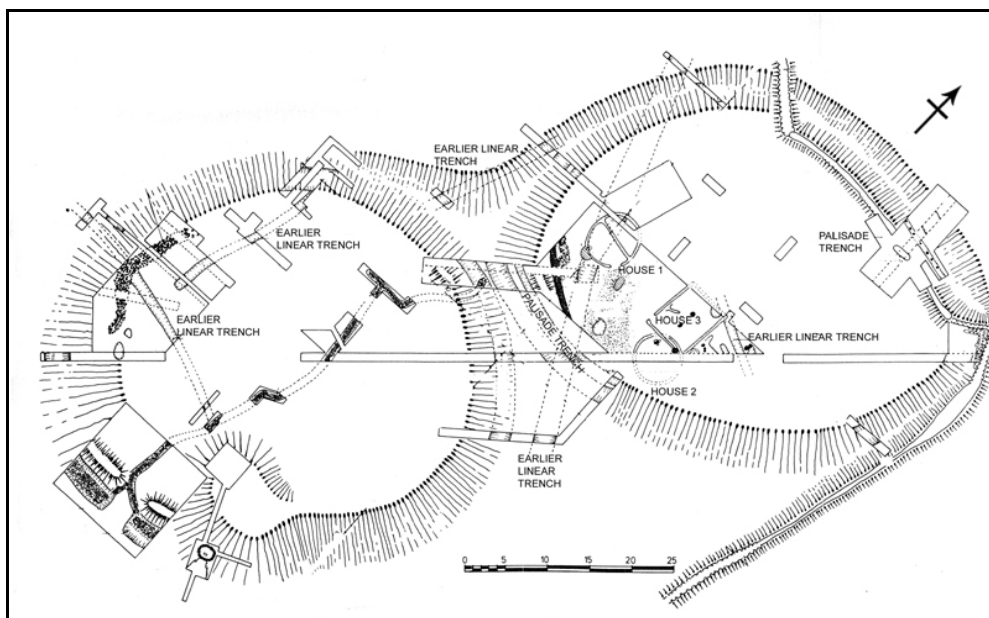 EARLIER LINEAR
TRENCH
EARLIER
LINEAR TRENCH
PALISADE
TRENCH
EARLIER
LINEAR TRENCH
HOUSE 1
PALISADE TRENCH
HOUSE 3
EARLIER LINEAR TRENCH
HOUSE 2
EARLIER
LINEAR
TRENCH
0 5 10 15 20 25